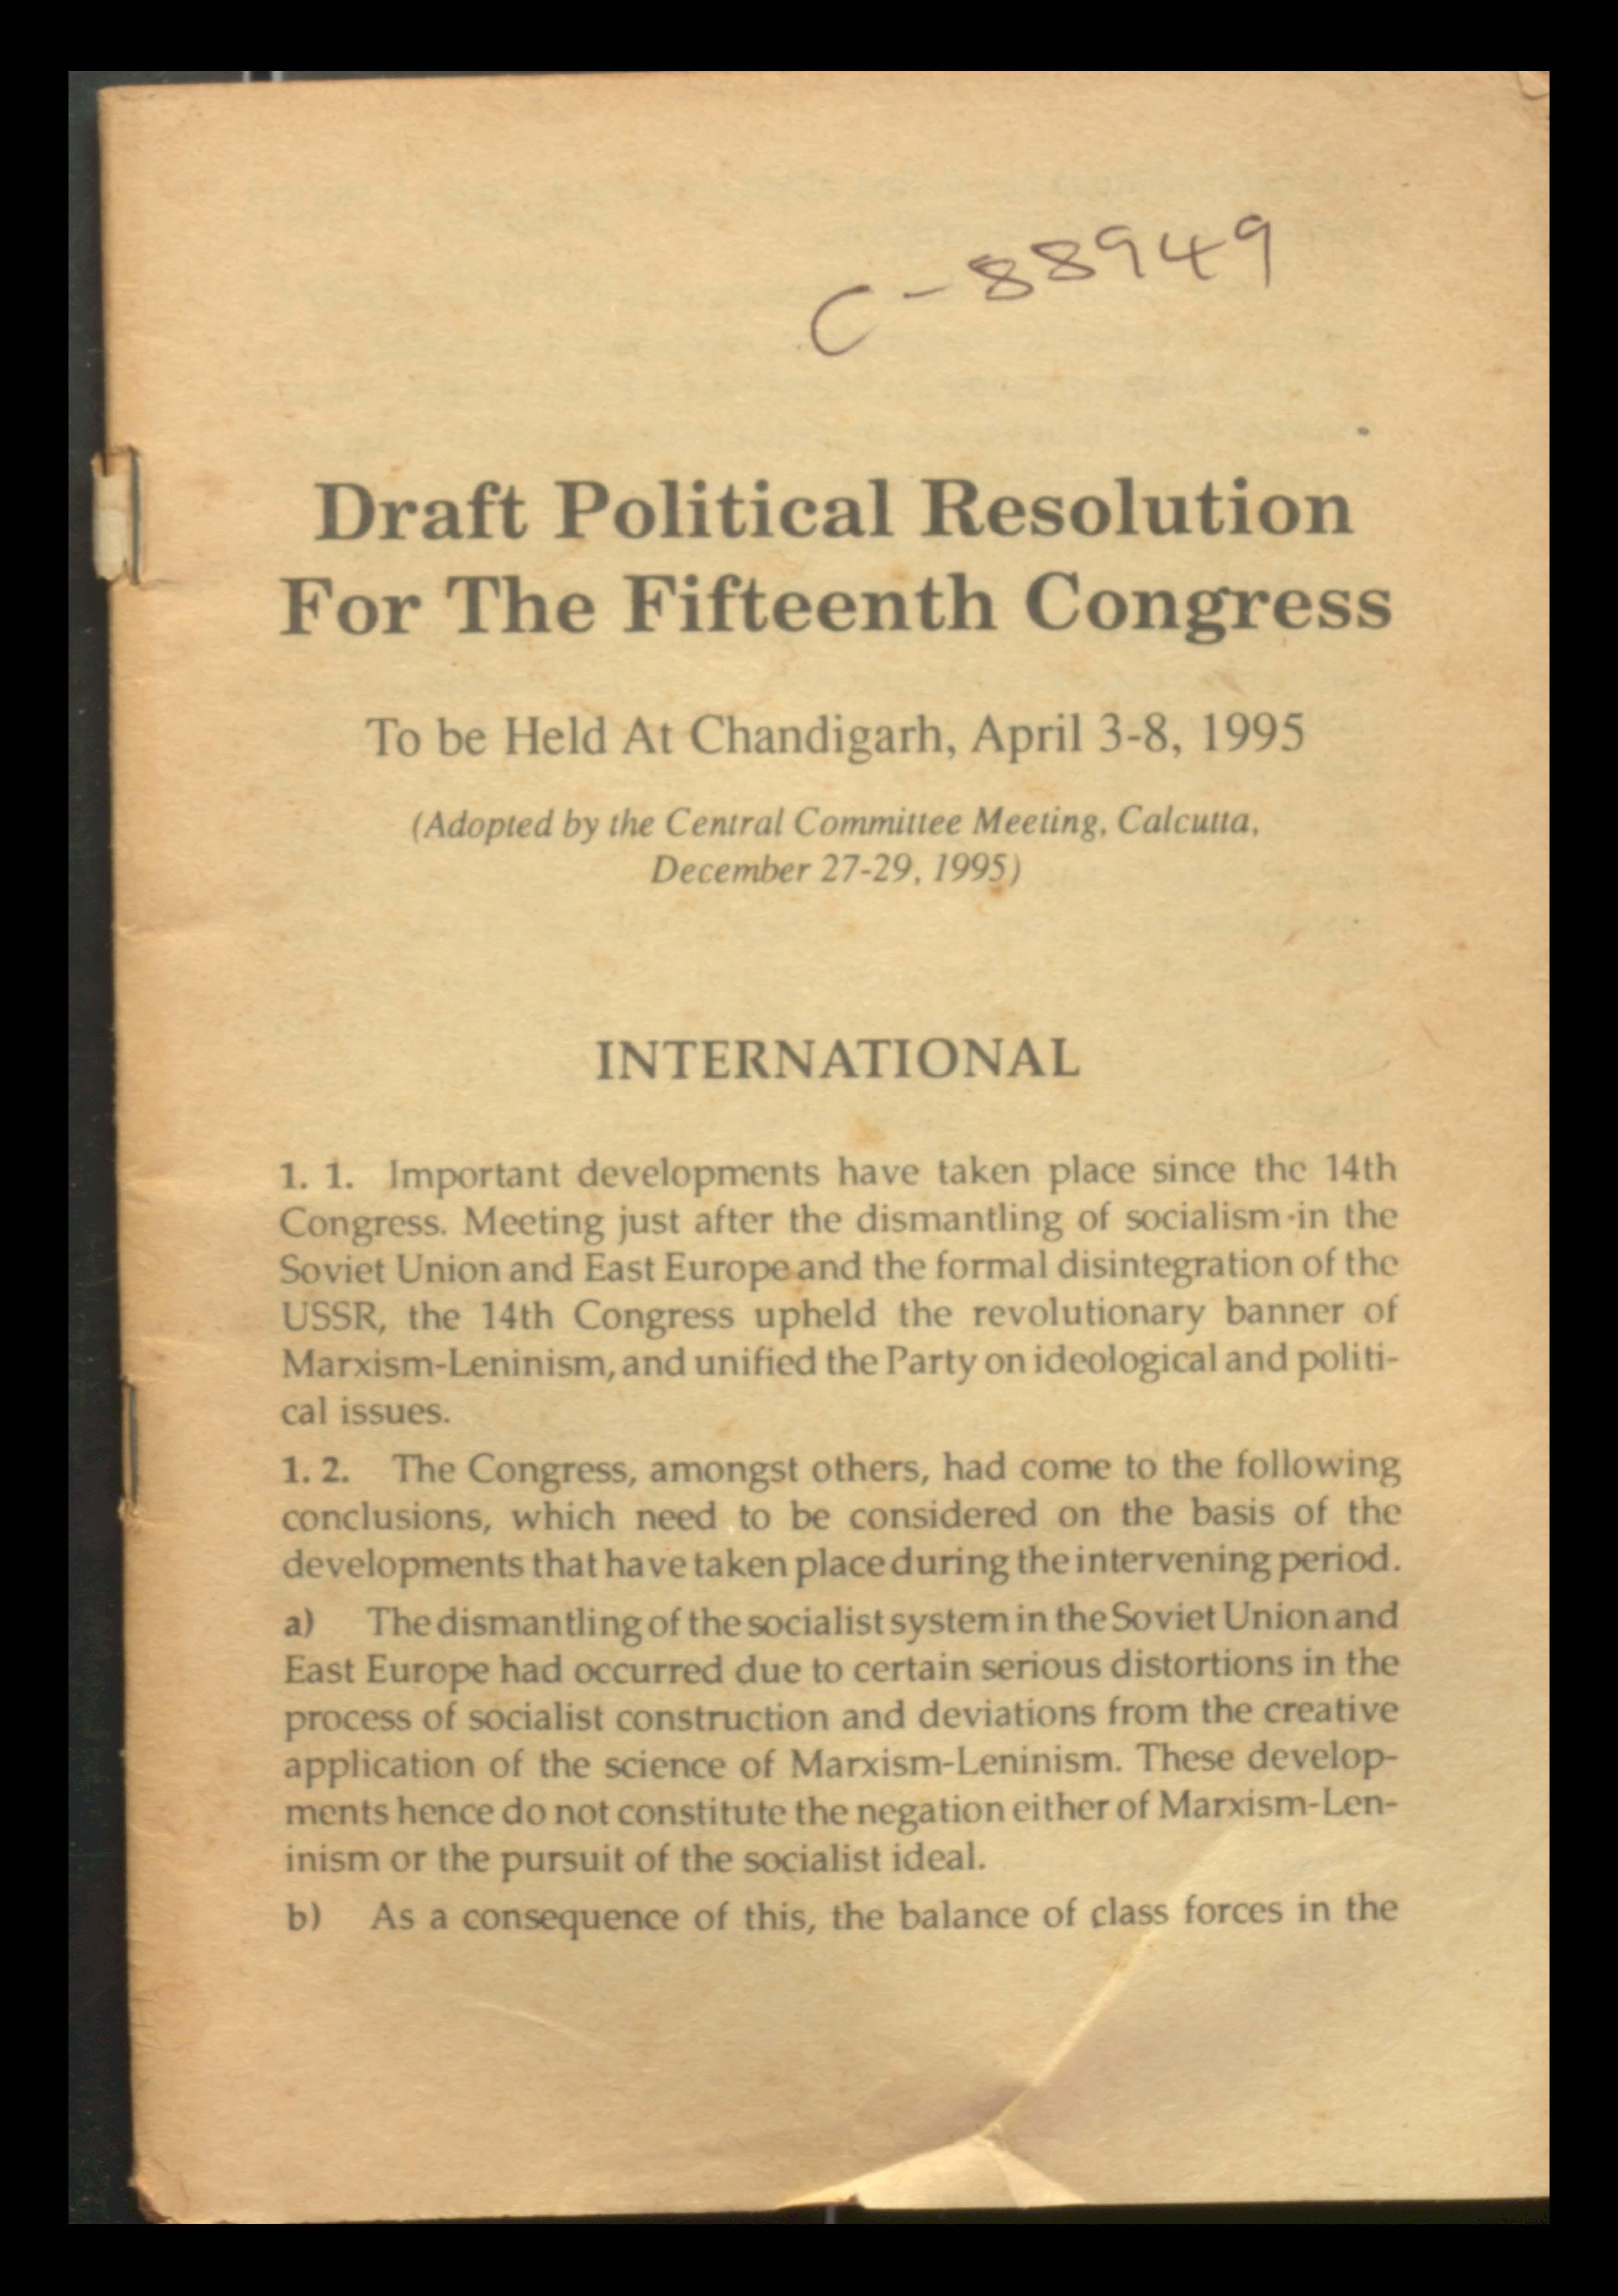 C-88949
Draft Political Resolution
For The Fifteenth Congress
To be Held At Chandigarh, April 3-8, 1995
(Adopted by the Central Committee Meeting, Calcutta,
December 27-29, 1995)
INTERNATIONAL
1. 1. Important developments have taken place since the 14th
Congress. Meeting just after the dismantling of socialism in the
Soviet Union and East Europe and the formal disintegration of the
USSR, the 14th Congress upheld the revolutionary banner of
Marxism-Leninism, and unified the Party on ideological and politi-
cal issues.
1. 2. The Congress, amongst others, had come to the following
conclusions, which need to be considered on the basis of the
developments that have taken place during the intervening period.
a) The dismantling of the socialist system in the Soviet Union and
East Europe had occurred due to certain serious distortions in the
process of socialist construction and deviations from the creative
application of the science of Marxism-Leninism. These develop-
ments hence do not constitute the negation either of Marxism-Len-
inism or the pursuit of the socialist ideal.
b) As a consequence of this, the balance of class forces in the